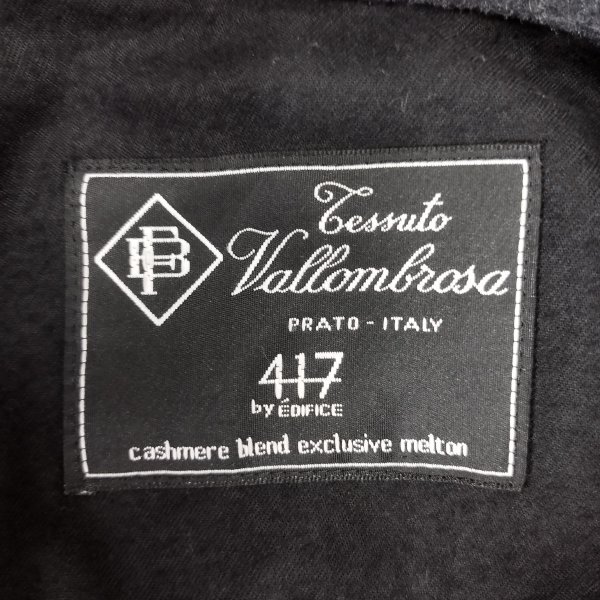 Tessuto
Vallombrosa
PRATO - ITALY
417
by ÉDIFICE
cashmere blend exclusive melton